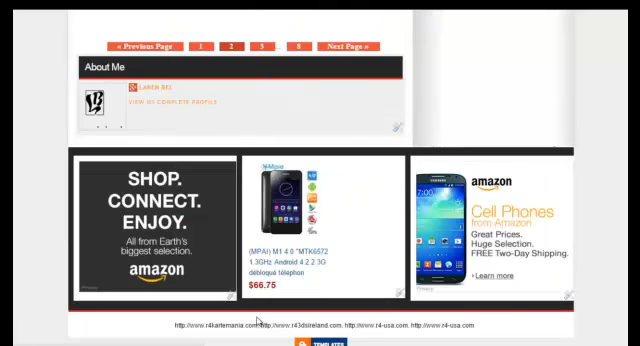 « Previous Page 1 2 3 ... 8 Next Page »
About Me
VIEW MY COMPLETE PROFILE
SHOP.
CONNECT.
ENJOY.
All from Earth's
biggest selection.
amazon
Privacy
(MPAI) M1 4.0 "MTK6572
1.3GHz Android 4.2.2 3G
débloqué téléphon
$66.75
amazon
Cell Phones
from Amazon
Great Prices.
Huge Selection.
FREE Two-Day Shipping.
Learn more
Privacy
http://www.r4kartemania.com, http://www.r43dsireland.com, http://www.r4-usa.com, http://www.r4-usa.com
TEMPLATES